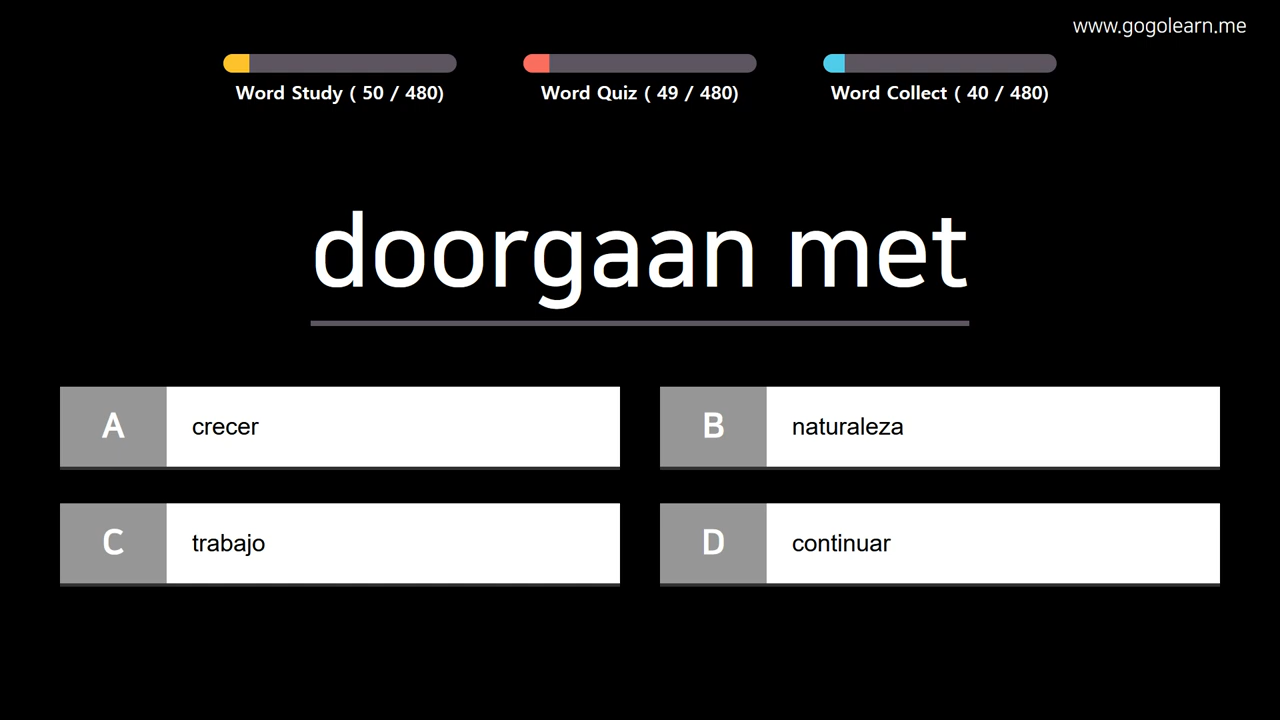 www.gogolearn.me
Word Study ( 50 / 480)
Word Quiz ( 49 / 480)
Word Collect ( 40 / 480)
doorgaan met
A crecer
B naturaleza
C trabajo
D continuar